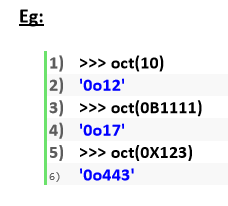 Eg:
1) >>> oct(10)
2) '0o12'
3) >>> oct(0B1111)
4) '0o17'
5) >>> oct(0X123)
6) '0o443'